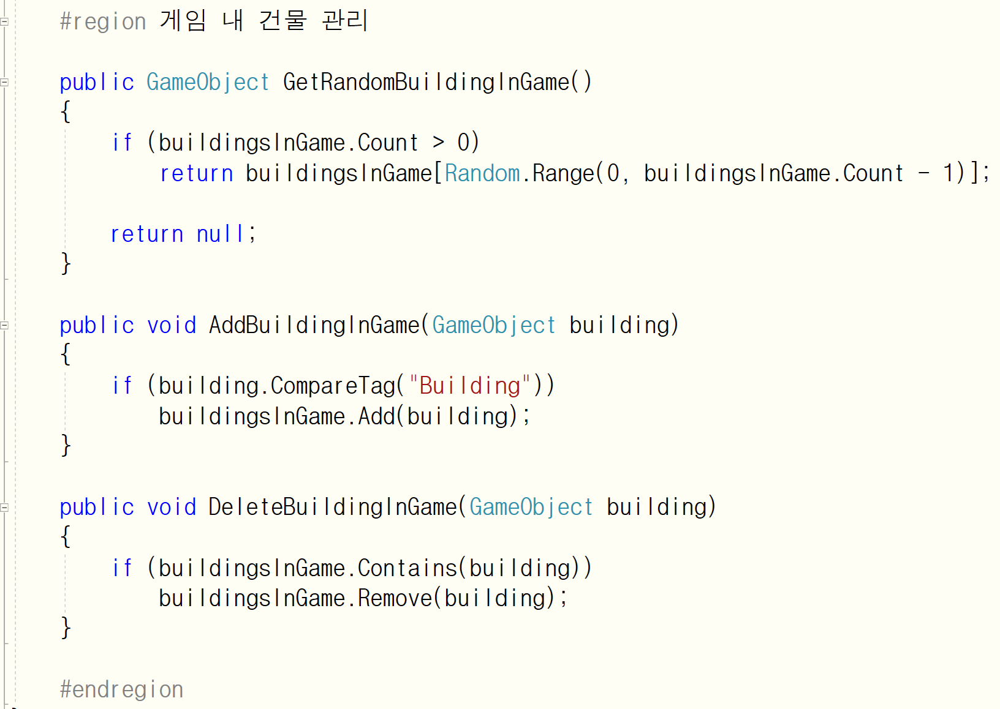 #region 게임 내 건물 관리
public GameObject GetRandomBuildingInGame()
{
if (buildingsInGame.Count > 0)
return buildingsInGame[Random.Range(0, buildingsInGame.Count - 1)];
return null;
}
public void AddBuildingInGame(GameObject building)
{
if (building.CompareTag("Building"))
buildingsInGame.Add(building);
}
public void DeleteBuildingInGame(GameObject building)
{
if (buildingsInGame.Contains(building))
buildingsInGame.Remove(building);
}
#endregion